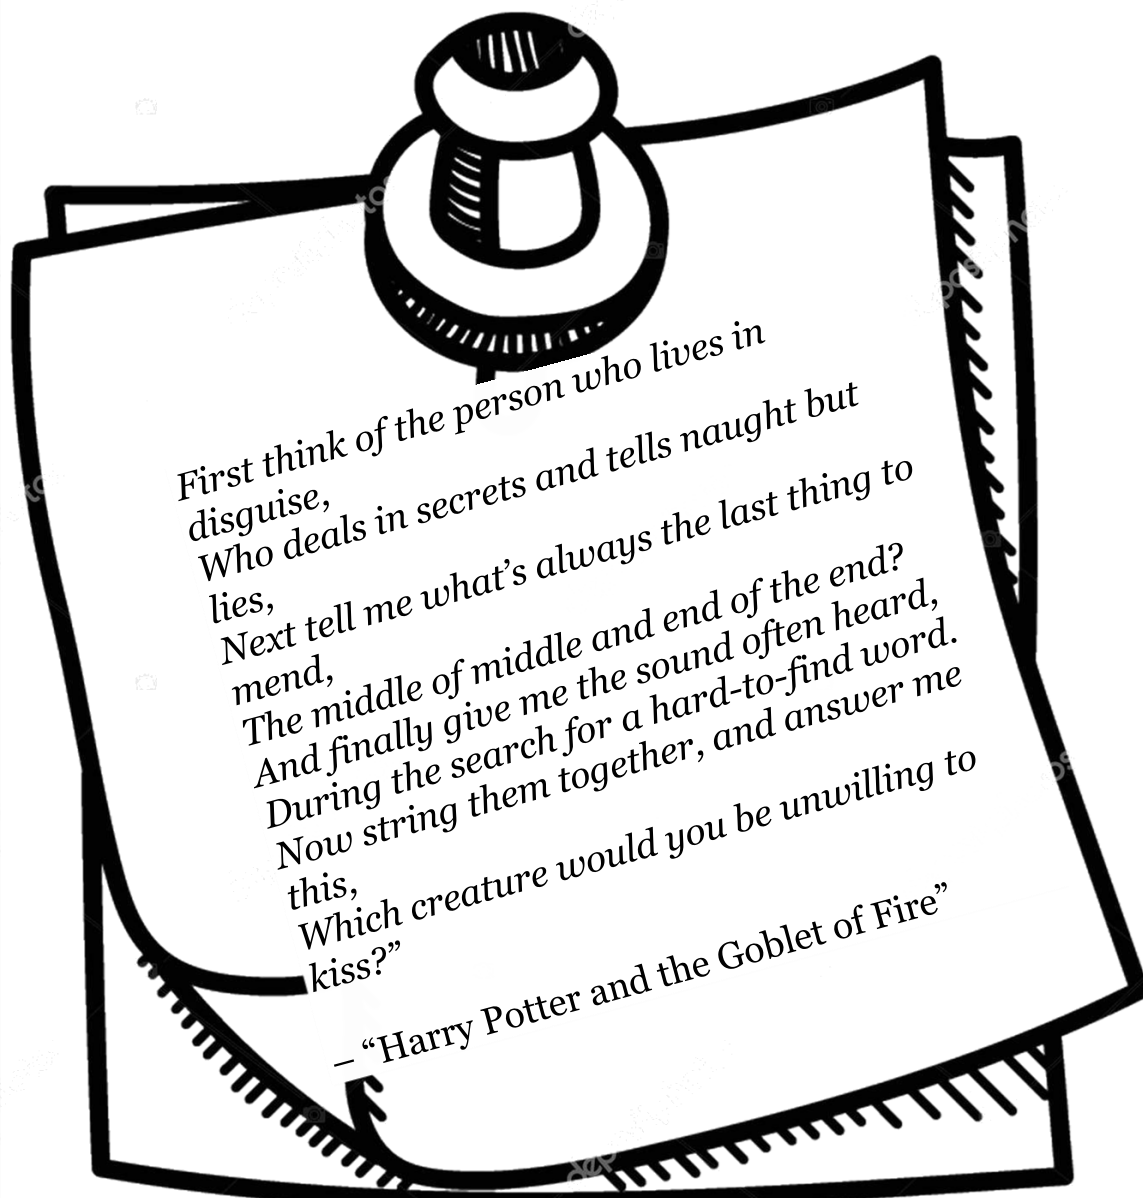 First think of the person who lives in
disguise,
Who deals in secrets and tells naught but
lies,
Next tell me what’s always the last thing to
mend,
The middle of middle and end of the end?
And finally give me the sound often heard,
During the search for a hard-to-find word.
Now string them together, and answer me
this,
Which creature would you be unwilling to
kiss?”
– “Harry Potter and the Goblet of Fire”